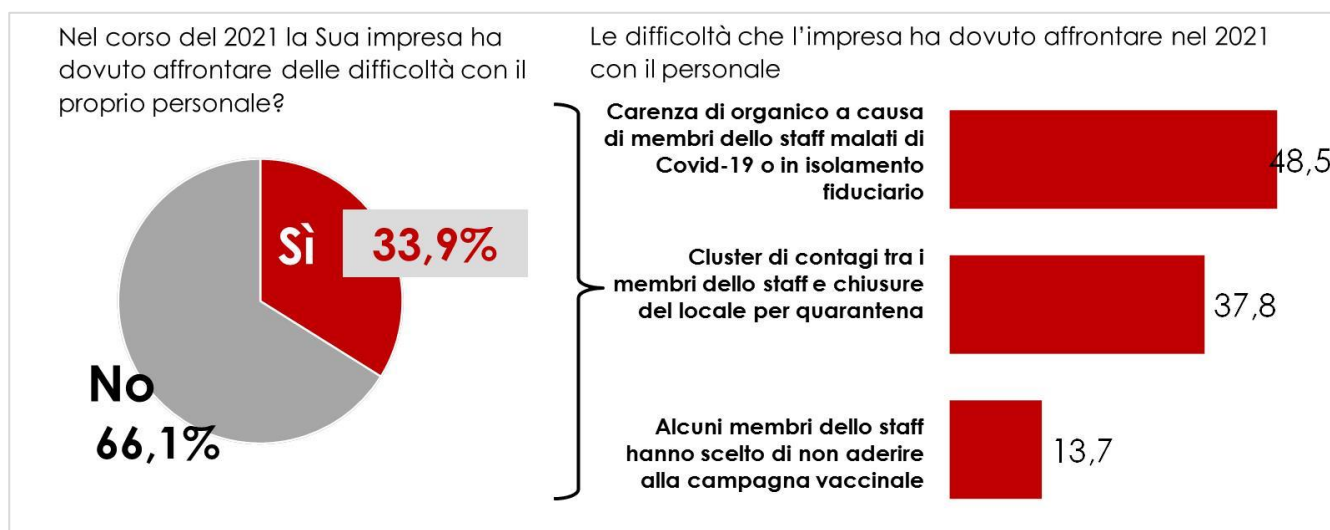 Nel corso del 2021 la Sua impresa ha
dovuto affrontare delle difficoltà con il
proprio personale?
Sì
33,9%
No
66,1%
Le difficoltà che l'impresa ha dovuto affrontare nel 2021
con il personale
Carenza di organico a causa
di membri dello staff malati di
Covid-19 o in isolamento
fiduciario
48,5
Cluster di contagi tra i
membri dello staff e chiusure
del locale per quarantena
37,8
Alcuni membri dello staff
hanno scelto di non aderire
alla campagna vaccinale
13,7